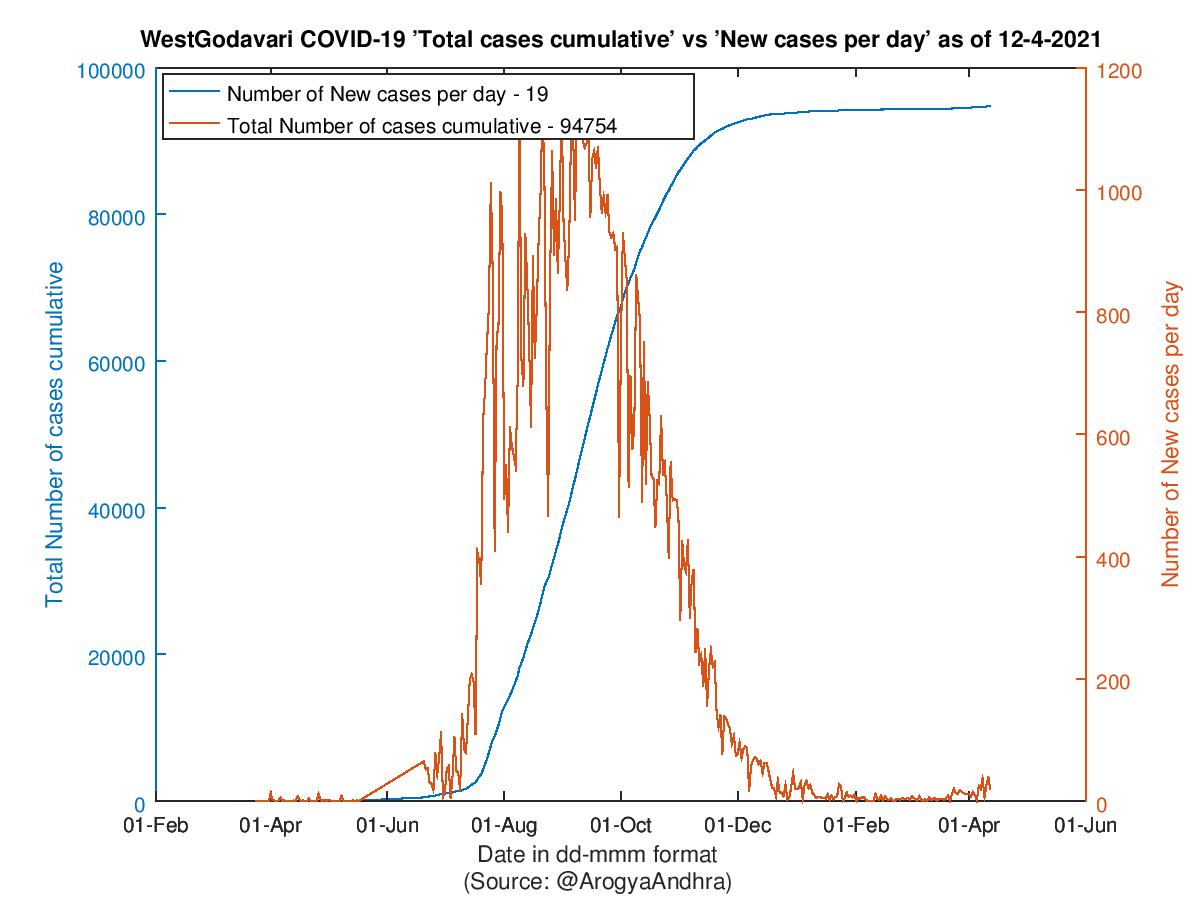 WestGodavari COVID-19 ’Total cases cumulative’ vs ’New cases per day’ as of 12-4-2021
Number of New cases per day - 19
Total Number of cases cumulative - 94754
100000
80000
60000
40000
20000
0
Total Number of cases cumulative
1200
1000
800
600
400
200
0
Number of New cases per day
01-Feb 01-Apr 01-Jun 01-Aug 01-Oct 01-Dec 01-Feb 01-Apr 01-Jun
Date in dd-mmm format
(Source: @ArogyaAndhra)